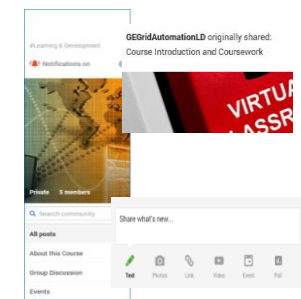 GEGridAutomationLD originally shared:
Course Introduction and Coursework
#Learning & Development
Notifications on
VIRTUA
LASSR
Private 5 members
Search community
All posts
About this Course
Group Discussion
Events
Share what's new...
Text Photos Link Video Event Poll